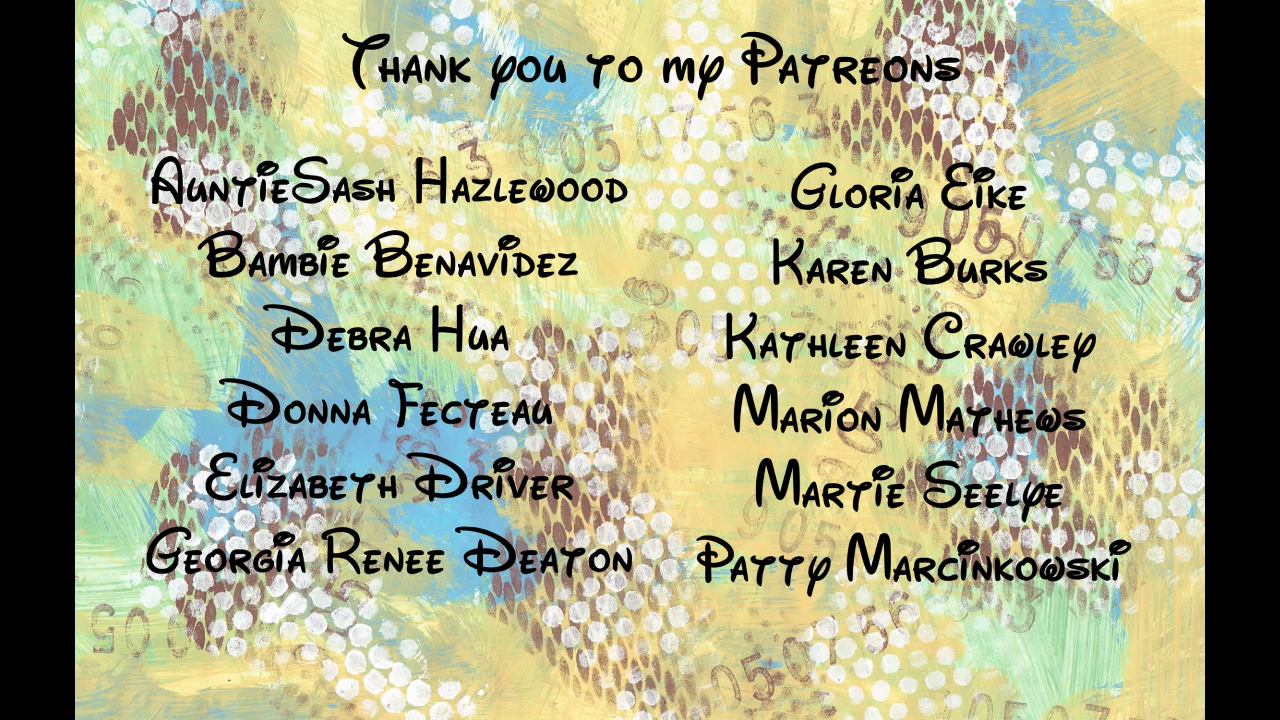 Thank you to my Patreons
AuntieSash Hazlewood
Bambie Benavidez
Debra Hua
Donna Fecteau
Elizabeth Driver
Georgia Renee Deaton
Gloria Eike
Karen Burks
Kathleen Crawley
Marion Mathews
Martie Seelye
Patty Marcinkowski